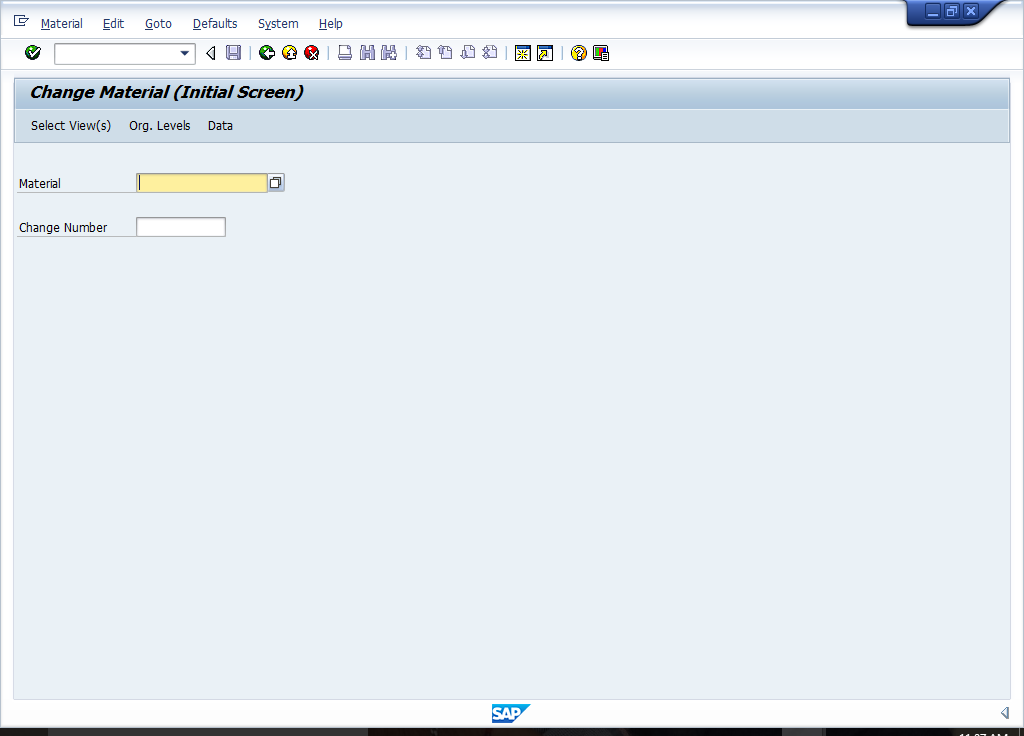 Material Edit Goto Defaults System Help
Change Material (Initial Screen)
Select View(s) Org. Levels Data
Material
Change Number
SAP